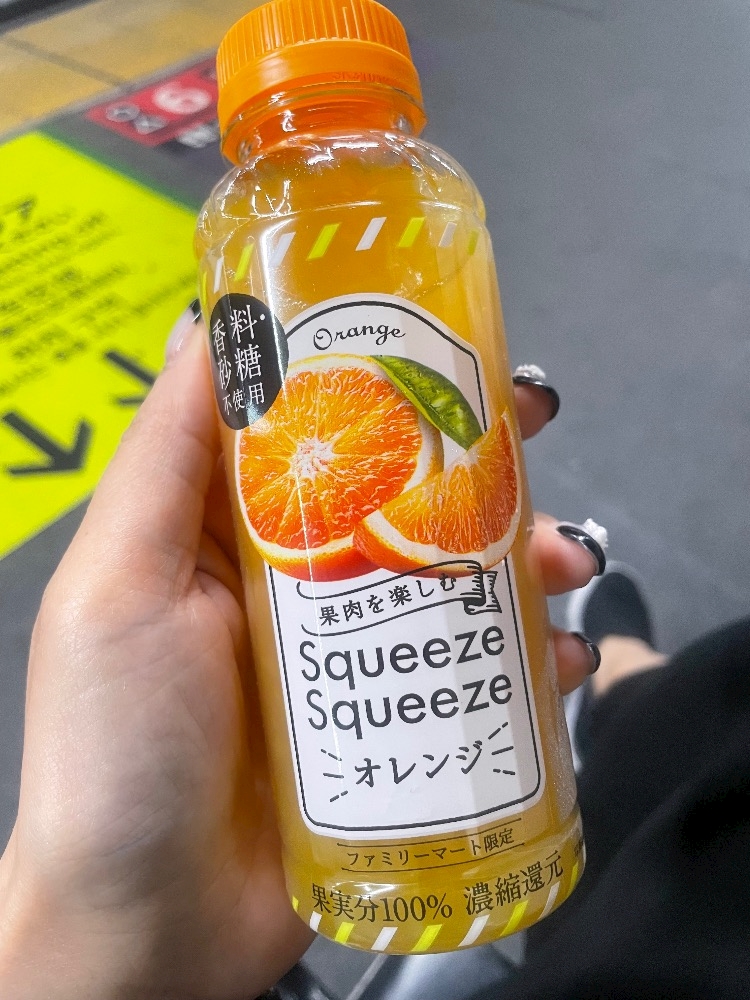 香料・
砂糖
不使用
Orange
果肉を楽しむ
Squeeze
Squeeze
オレンジ
ファミリーマート限定
果実分100% 濃縮還元